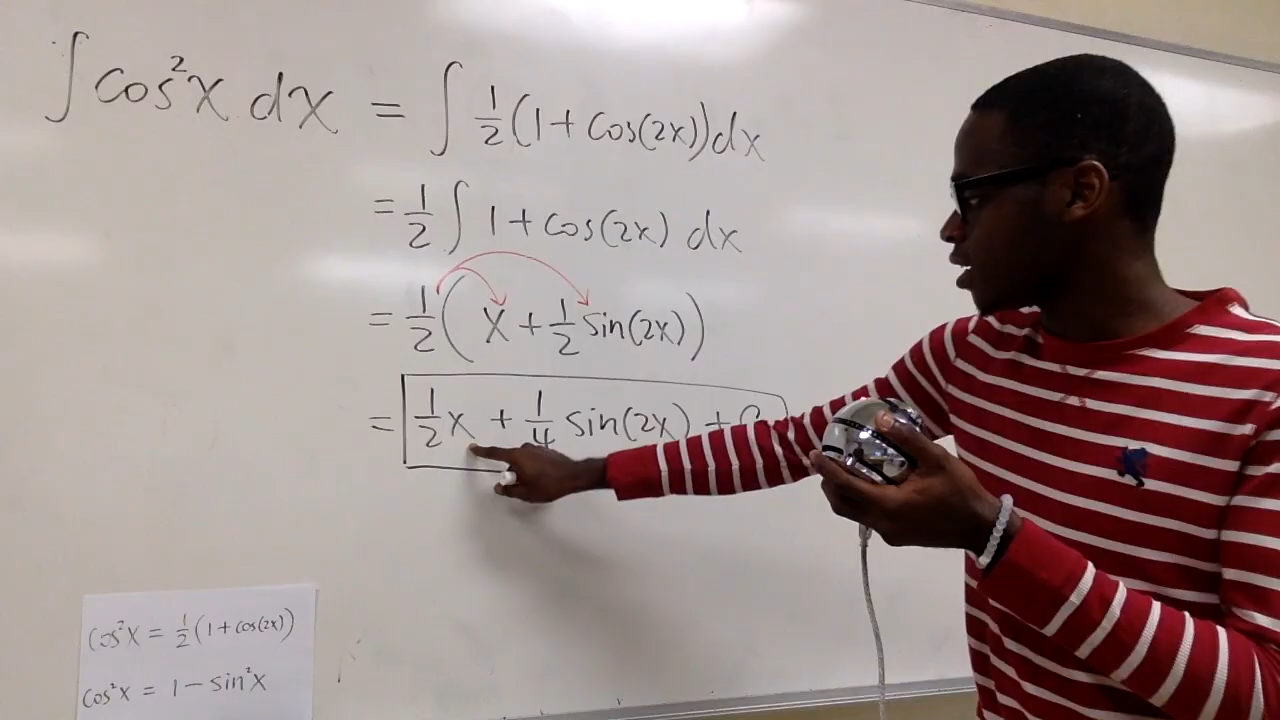 ∫ cos²x dx = ∫ 1/2 (1 + cos(2x)) dx
= 1/2 ∫ 1 + cos(2x) dx
= 1/2 ( x + 1/2 sin(2x) )
= 1/2 x + 1/4 sin(2x) + C
cos²x = 1/2 (1 + cos(2x))
cos²x = 1 - sin²x